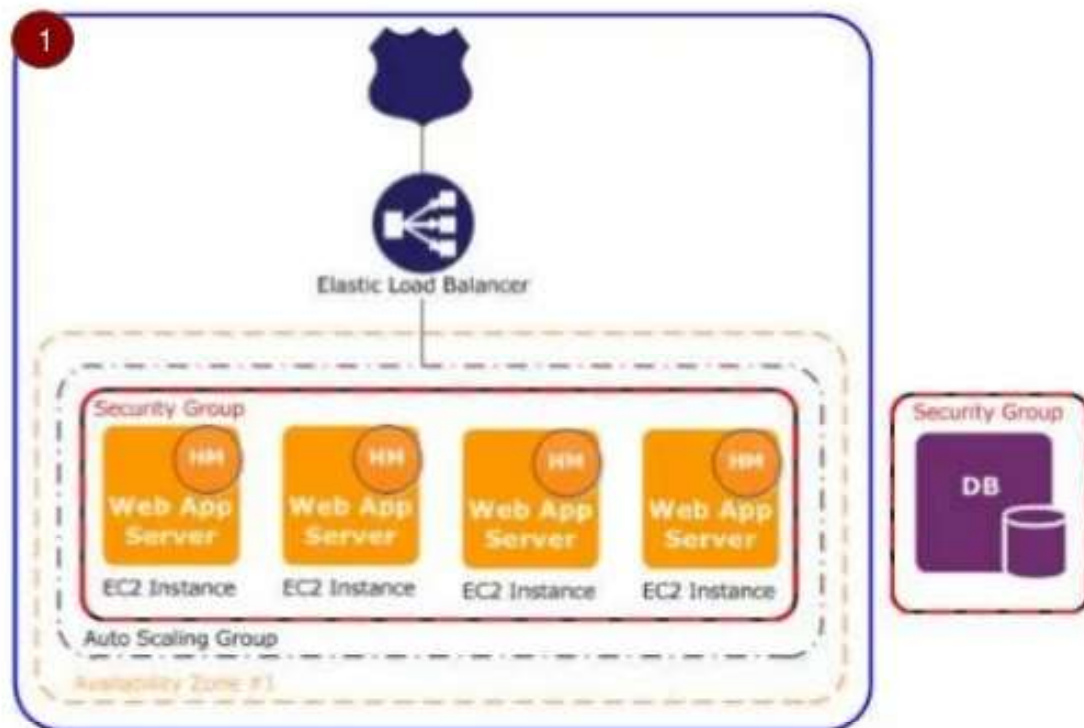 1
Elastic Load Balancer
Security Group
HM
HM
HM
HM
Web App
Server
Web App
Server
Web App
Server
Web App
Server
EC2 Instance
EC2 Instance
EC2 Instance
EC2 Instance
Auto Scaling Group
Availability Zone #1
Security Group
DB